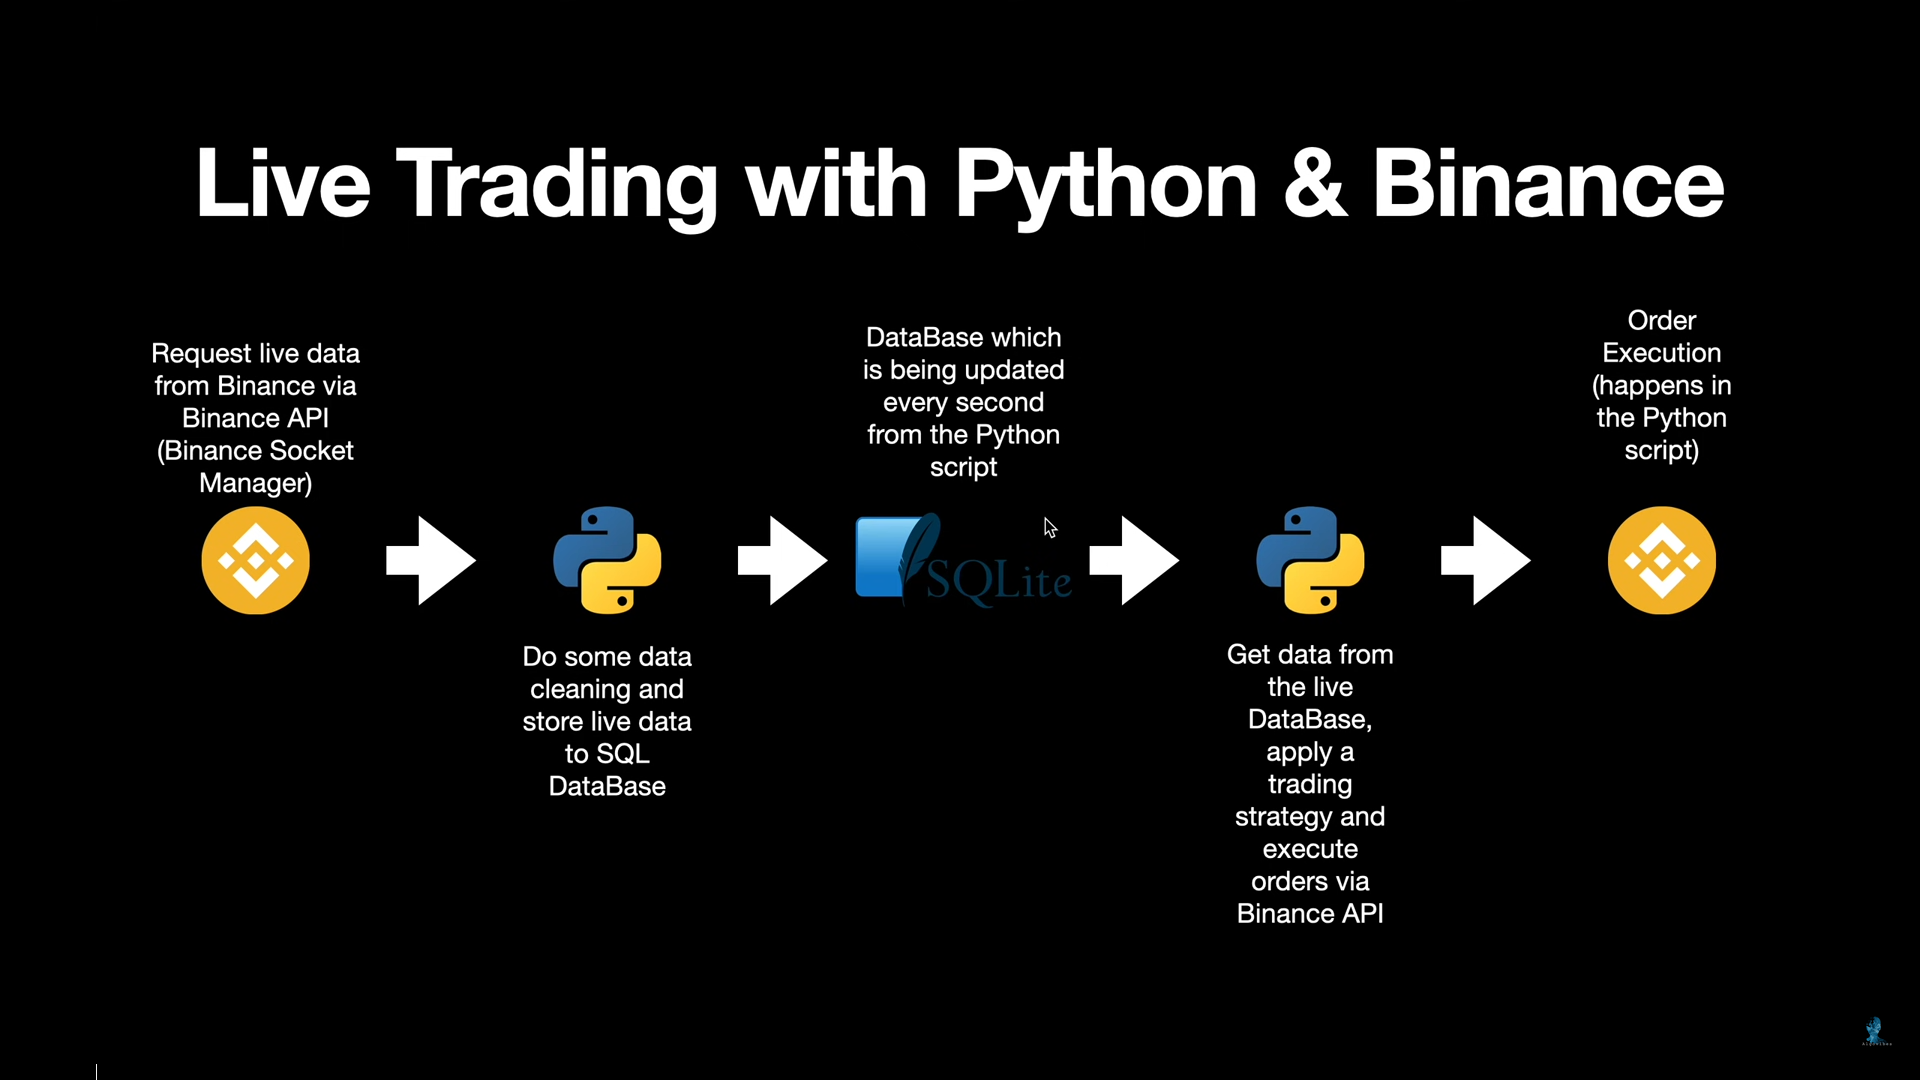 Live Trading with Python & Binance
Request live data
from Binance via
Binance API
(Binance Socket
Manager)
Do some data
cleaning and
store live data
to SQL
DataBase
DataBase which
is being updated
every second
from the Python
script
SQLite
Get data from
the live
DataBase,
apply a
trading
strategy and
execute
orders via
Binance API
Order
Execution
(happens in
the Python
script)